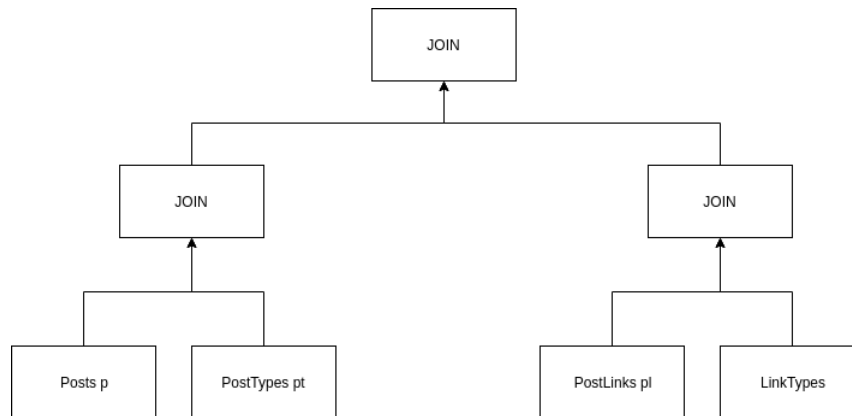 JOIN
JOIN
JOIN
Posts p
PostTypes pt
PostLinks pl
LinkTypes